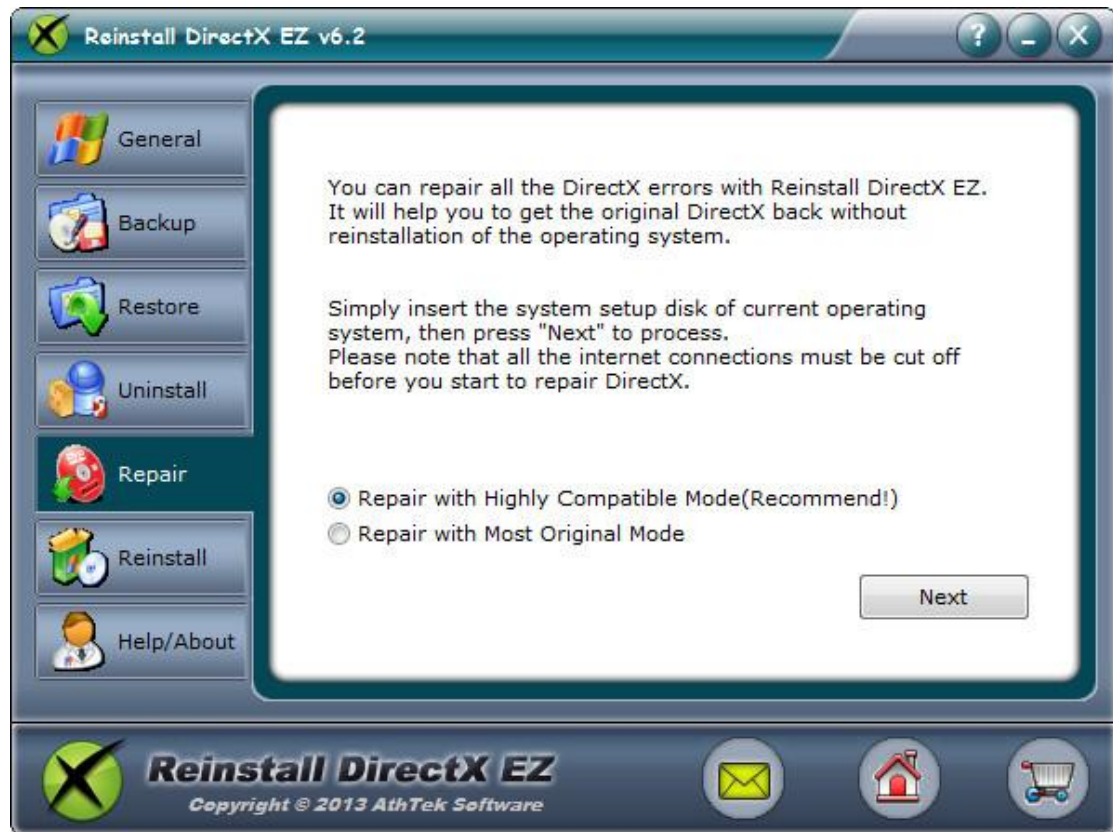 Reinstall DirectX EZ v6.2
?
General
Backup
Restore
Uninstall
Repair
Reinstall
Help/About
You can repair all the DirectX errors with Reinstall DirectX EZ.
It will help you to get the original DirectX back without
reinstallation of the operating system.
Simply insert the system setup disk of current operating
system, then press "Next" to process.
Please note that all the internet connections must be cut off
before you start to repair DirectX.
Repair with Highly Compatible Mode(Recommend!)
Repair with Most Original Mode
Next
Reinstall DirectX EZ
Copyright © 2013 AthTek Software